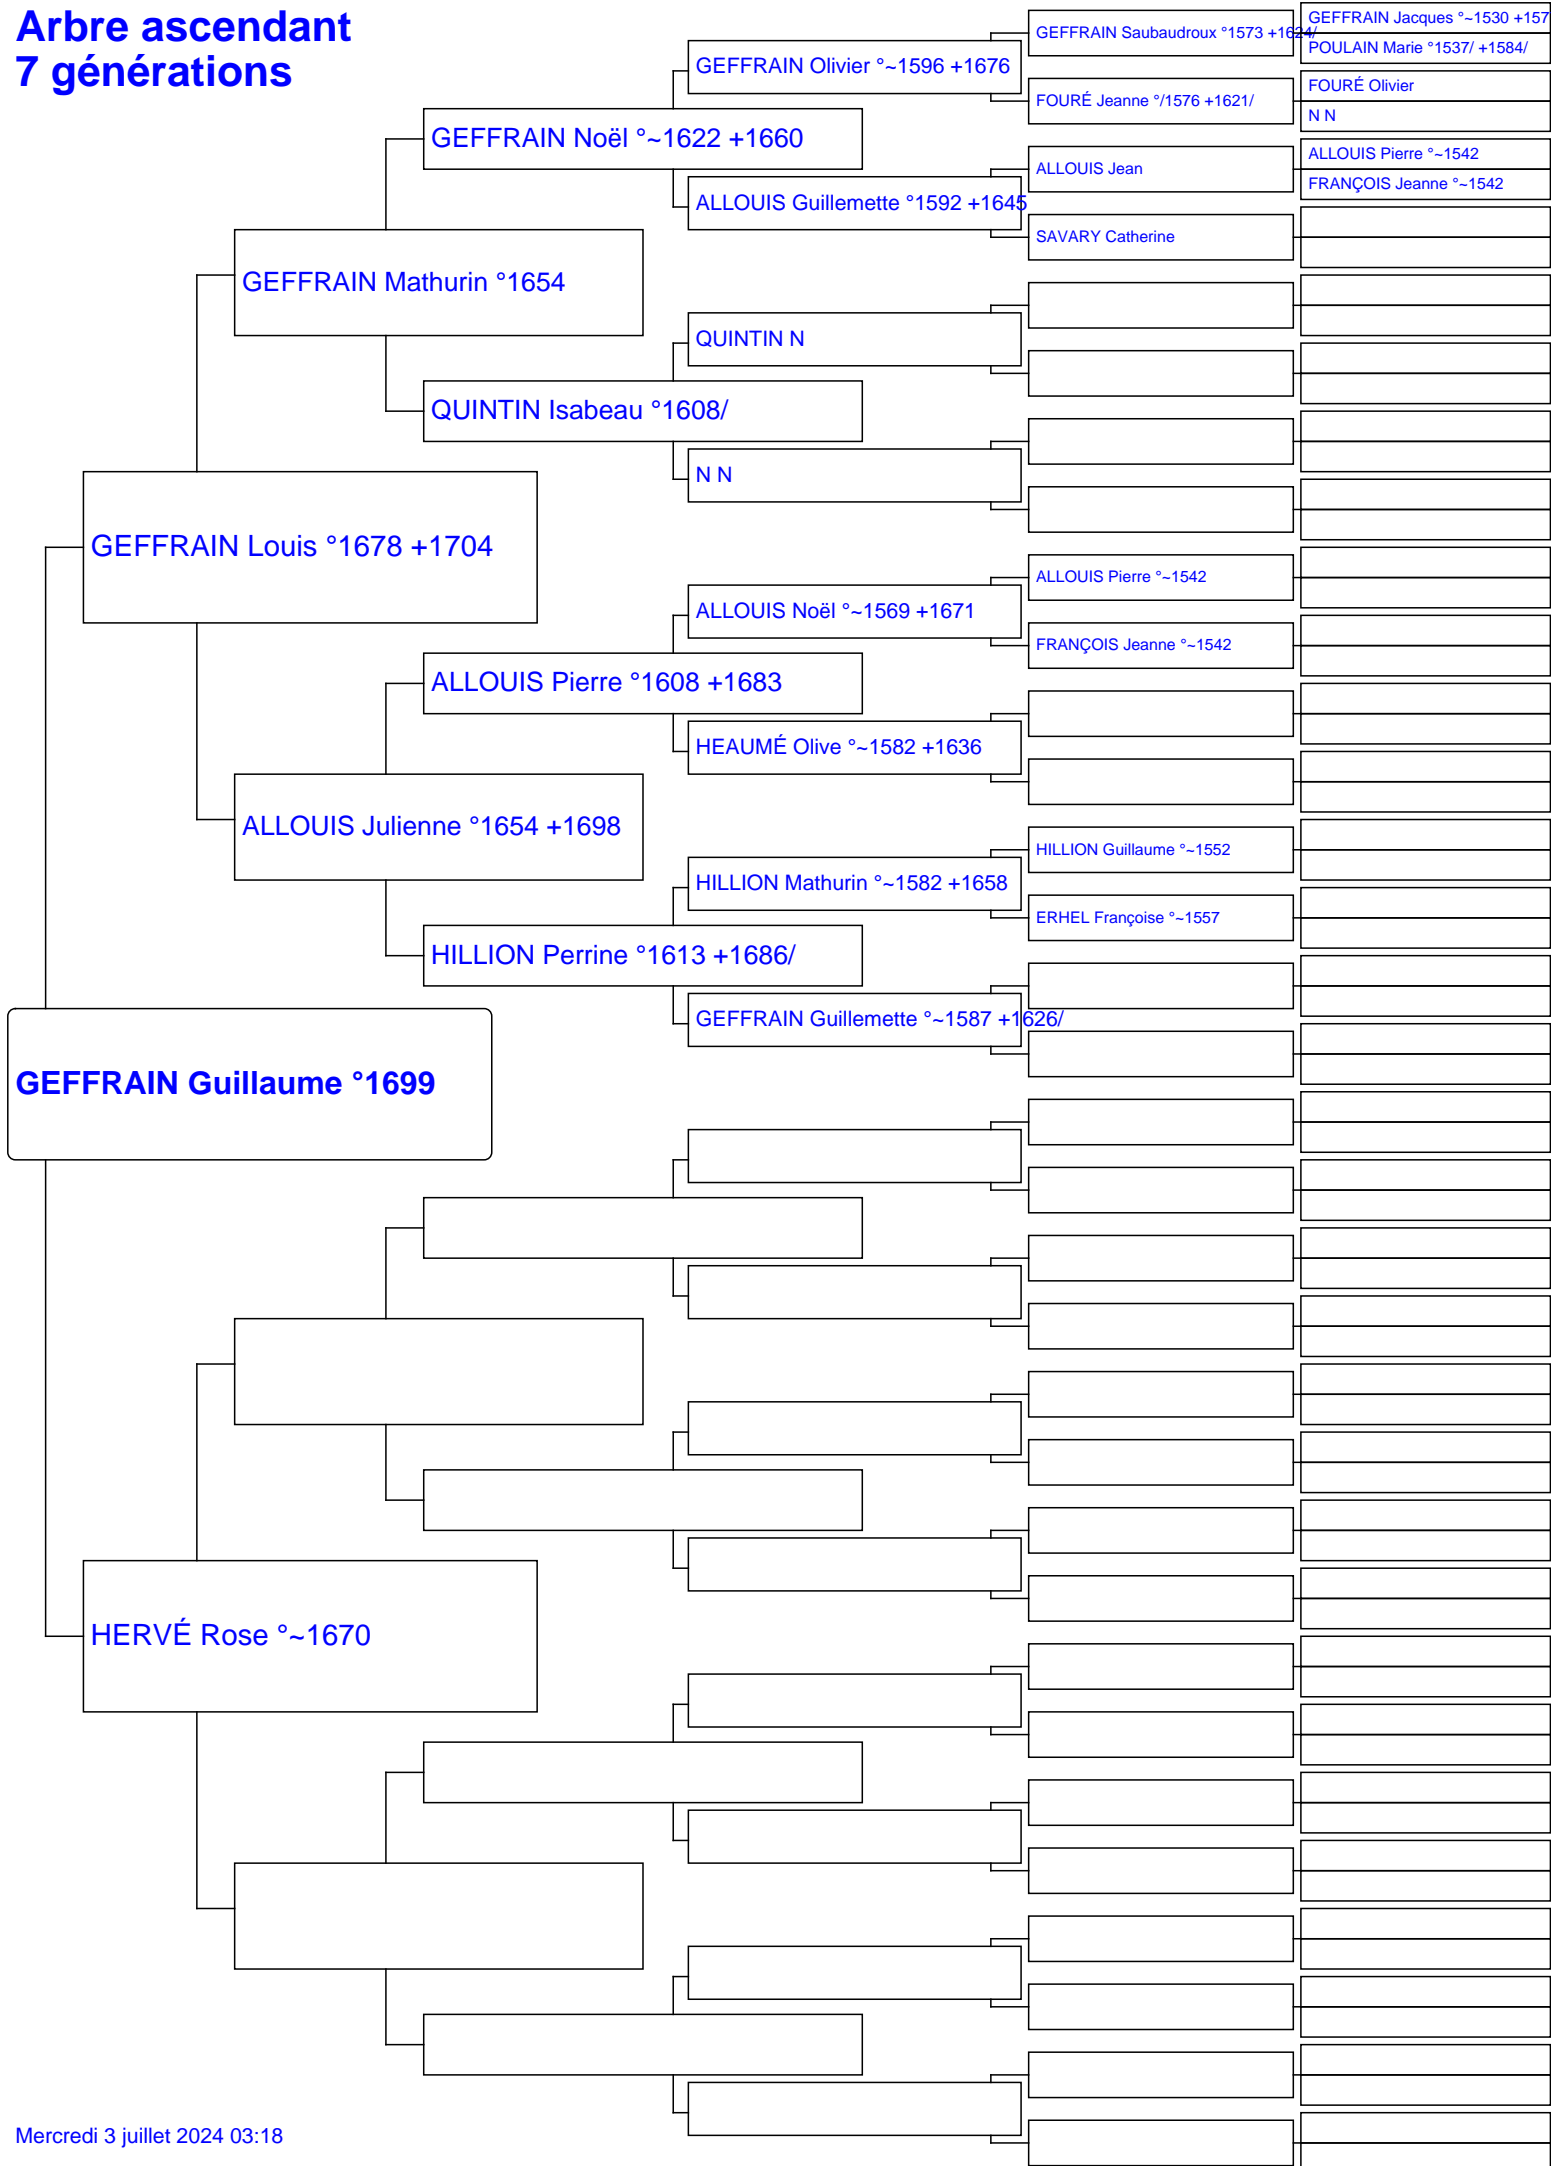 Arbre ascendant
7 générations
GEFFRAIN Guillaume °1699
GEFFRAIN Louis °1678 +1704
HERVÉ Rose °~1670
GEFFRAIN Mathurin °1654
ALLOUIS Julienne °1654 +1698
GEFFRAIN Noël °~1622 +1660
QUINTIN Isabeau °1608/
ALLOUIS Pierre °1608 +1683
HILLION Perrine °1613 +1686/
GEFFRAIN Olivier °~1596 +1676
ALLOUIS Guillemette °1592 +1645
QUINTIN N
N N
ALLOUIS Noël °~1569 +1671
HEAUMÉ Olive °~1582 +1636
HILLION Mathurin °~1582 +1658
GEFFRAIN Guillemette °~1587 +1626/
GEFFRAIN Saubaudroux °1573 +1624/
FOURÉ Jeanne °/1576 +1621/
ALLOUIS Jean
SAVARY Catherine
ALLOUIS Pierre °~1542
FRANÇOIS Jeanne °~1542
HILLION Guillaume °~1552
ERHEL Françoise °~1557
GEFFRAIN Jacques °~1530 +157
POULAIN Marie °1537/ +1584/
FOURÉ Olivier
N N
ALLOUIS Pierre °~1542
FRANÇOIS Jeanne °~1542
Mercredi 3 juillet 2024 03:18